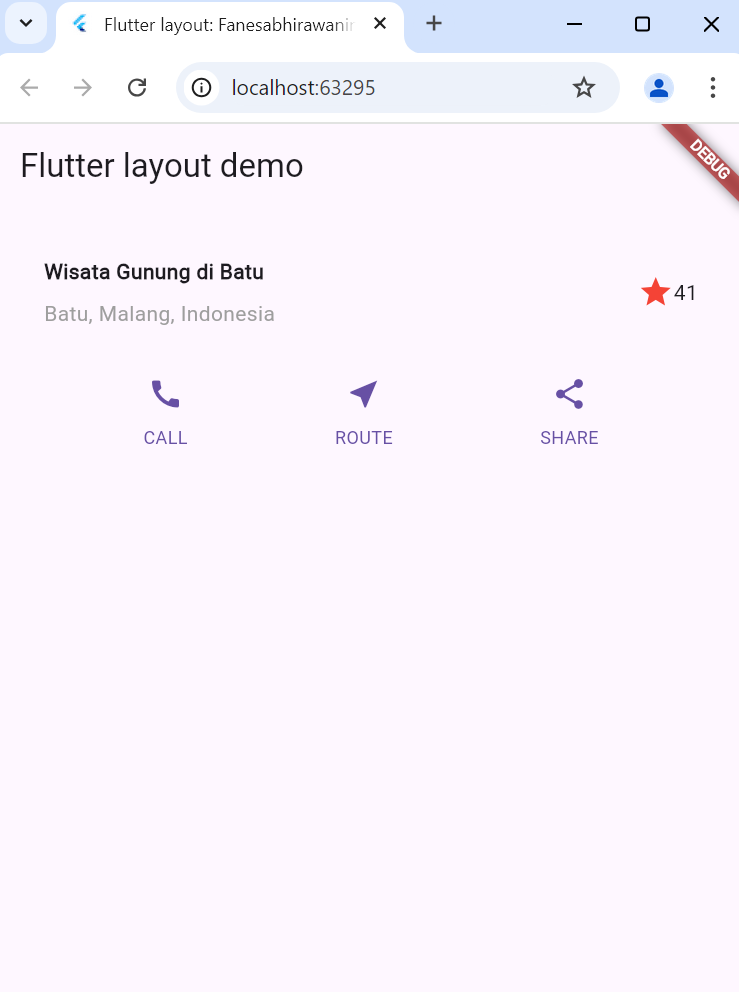 Flutter layout: Fanesabhirawani
localhost:63295
Flutter layout demo
DEBUG
Wisata Gunung di Batu
41
Batu, Malang, Indonesia
CALL ROUTE SHARE